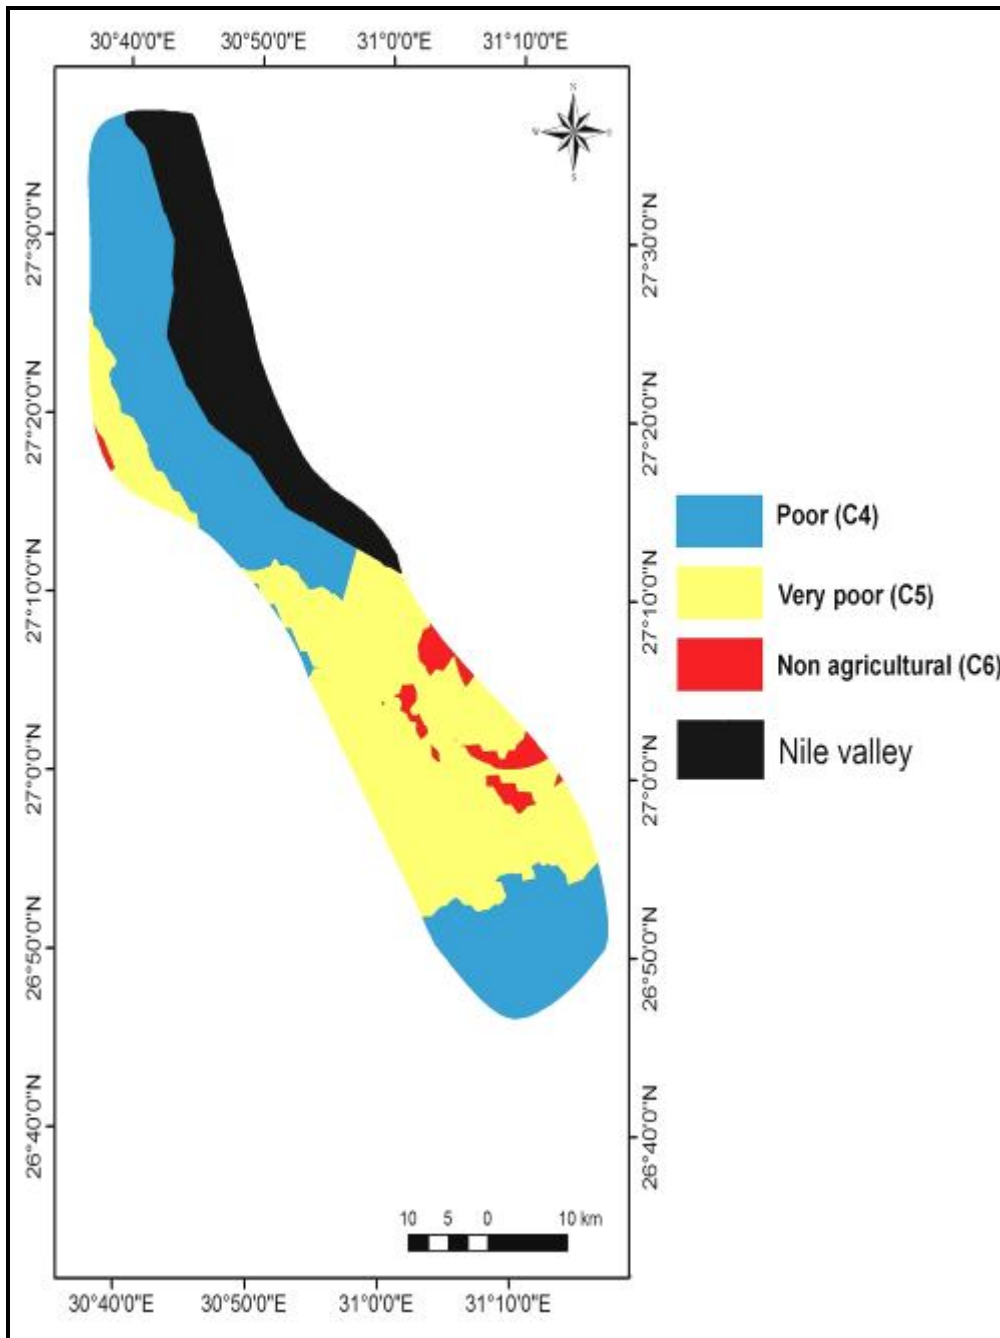 30°40'0"E 30°50'0"E 31°0'0"E 31°10'0"E
S
W
S
27°30'0"N
27°20'0"N
27°10'0"N
27°0'0"N
26°50'0"N
26°40'0"N
27°30'0"N
27°20'0"N
27°10'0"N
27°0'0"N
26°50'0"N
26°40'0"N
Poor (C4)
Very poor (C5)
Non agricultural (C6)
Nile valley
10 5 0 10 km
30°40'0"E 30°50'0"E 31°0'0"E 31°10'0"E